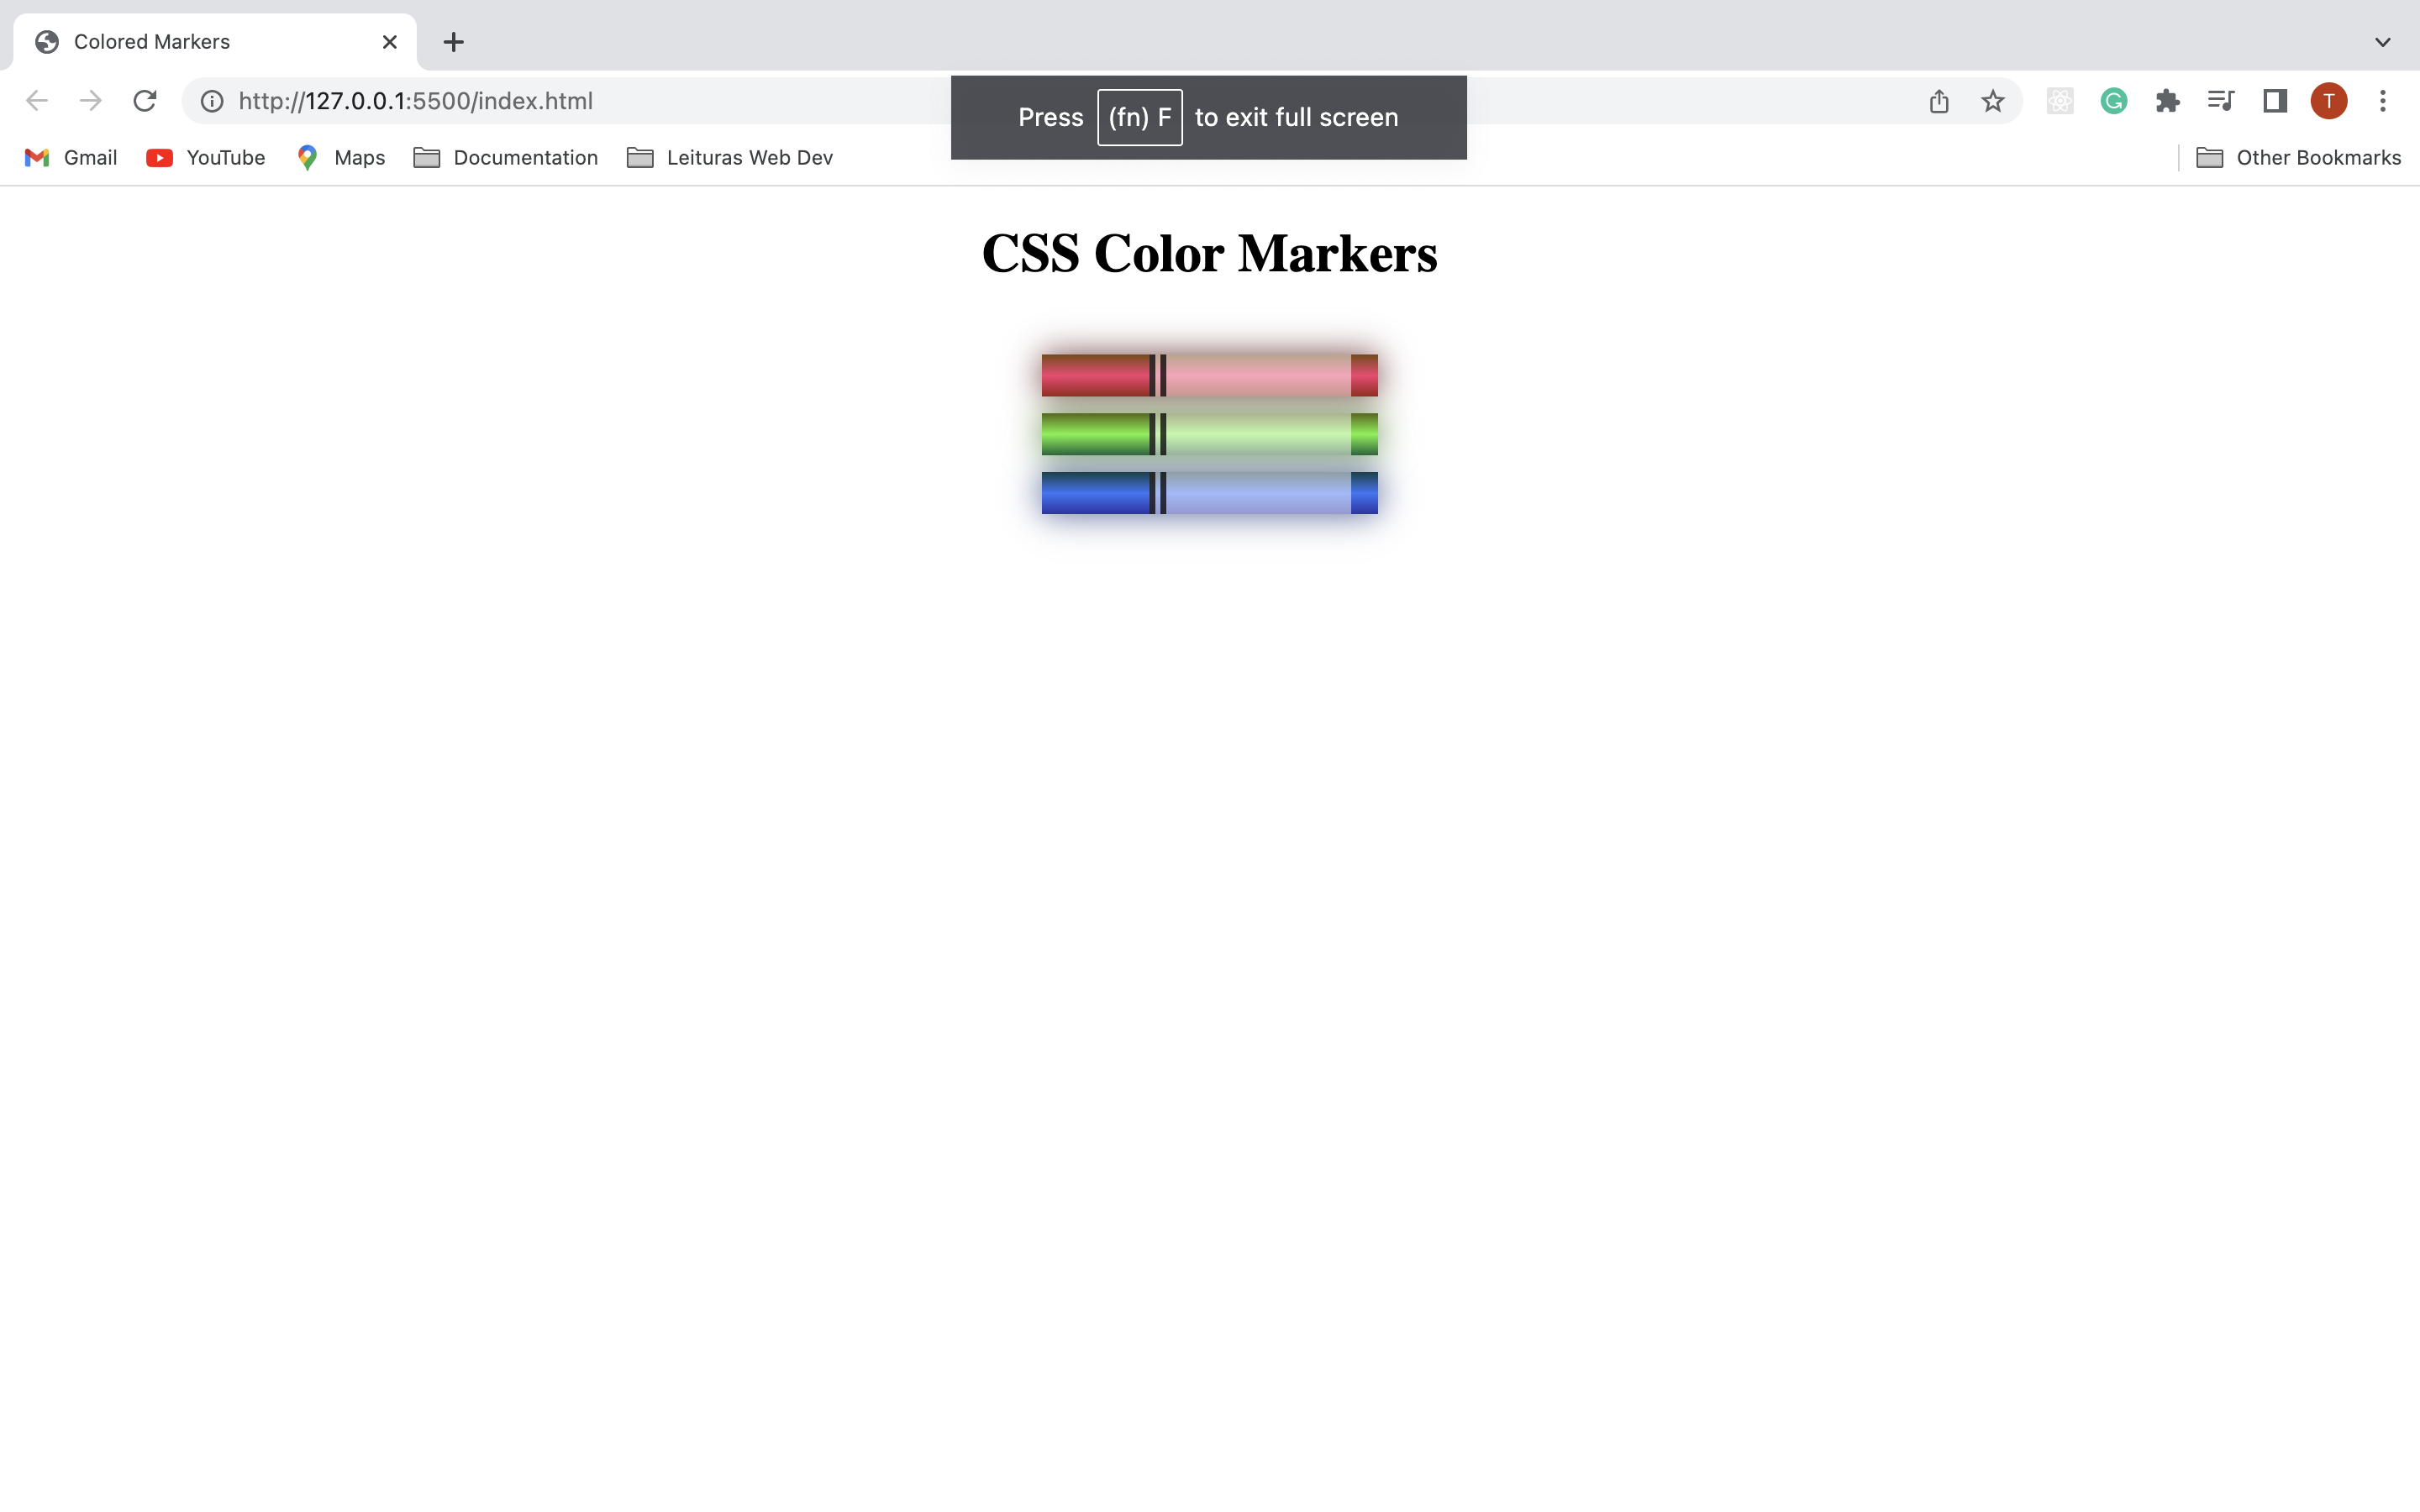 Colored Markers
http://127.0.0.1:5500/index.html
Press (fn) F to exit full screen
T
Gmail YouTube Maps Documentation Leituras Web Dev Other Bookmarks
CSS Color Markers